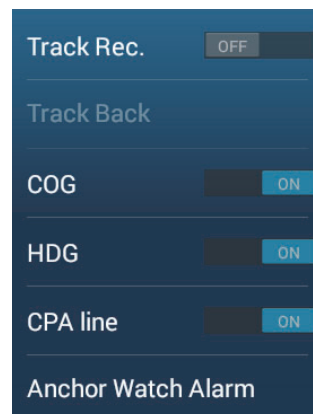 Track Rec. OFF
Track Back
COG ON
HDG ON
CPA line ON
Anchor Watch Alarm